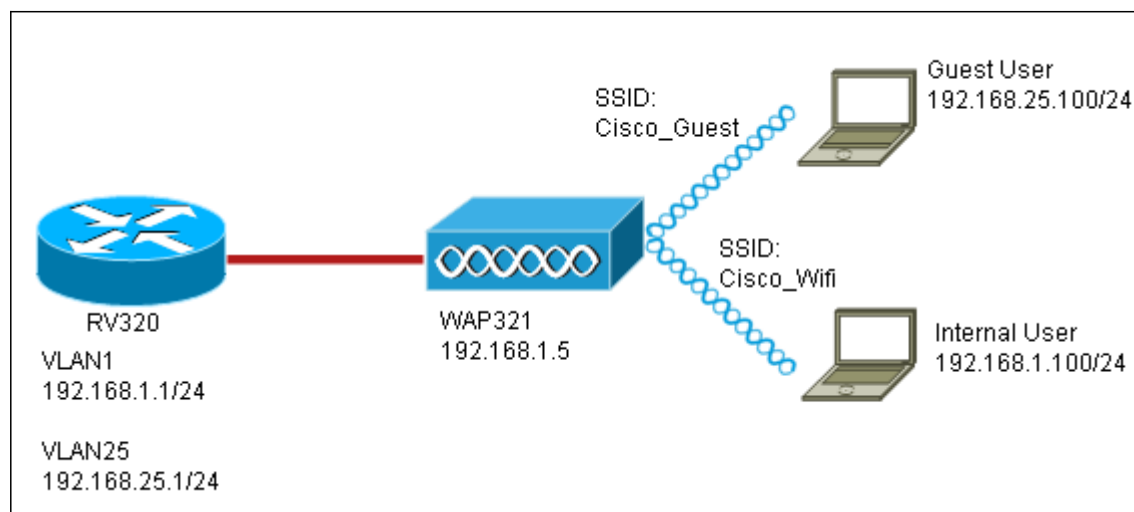 Guest User
192.168.25.100/24
SSID:
Cisco_Guest
SSID:
Cisco_Wifi
RV320
VLAN1
192.168.1.1/24
VLAN25
192.168.25.1/24
WAP321
192.168.1.5
Internal User
192.168.1.100/24